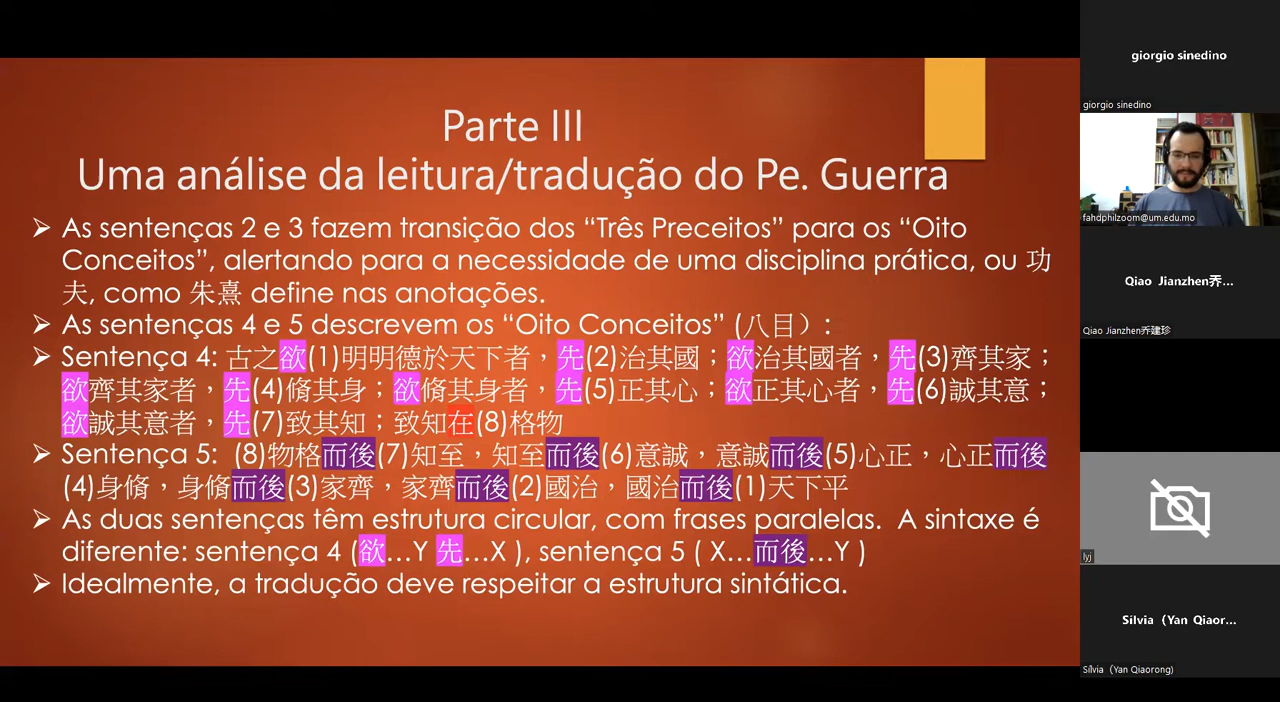 Parte III
Uma análise da leitura/tradução do Pe. Guerra
As sentenças 2 e 3 fazem transição dos “Três Preceitos” para os “Oito
Conceitos”, alertando para a necessidade de uma disciplina prática, ou 功
夫, como 朱熹 define nas anotações.
As sentenças 4 e 5 descrevem os “Oito Conceitos” (八目）:
Sentença 4: 古之欲(1)明明德於天下者，先(2)治其國；欲治其國者，先(3)齊其家；
欲齊其家者，先(4)脩其身；欲脩其身者，先(5)正其心；欲正其心者，先(6)誠其意；
欲誠其意者，先(7)致其知；致知在(8)格物
Sentença 5: (8)物格而後(7)知至，知至而後(6)意誠，意誠而後(5)心正，心正而後
(4)身脩，身脩而後(3)家齊，家齊而後(2)國治，國治而後(1)天下平
As duas sentenças têm estrutura circular, com frases paralelas. A sintaxe é
diferente: sentença 4 (欲…Y 先…X ), sentença 5 ( X…而後…Y )
Idealmente, a tradução deve respeitar a estrutura sintática.
giorgio sinedino
giorgio sinedino
fahdphilzoom@um.edu.mo
Qiao Jianzhen乔...
Qiao Jianzhen乔建珍
lyj
Sílvia（Yan Qiaor...
Sílvia（Yan Qiaorong)